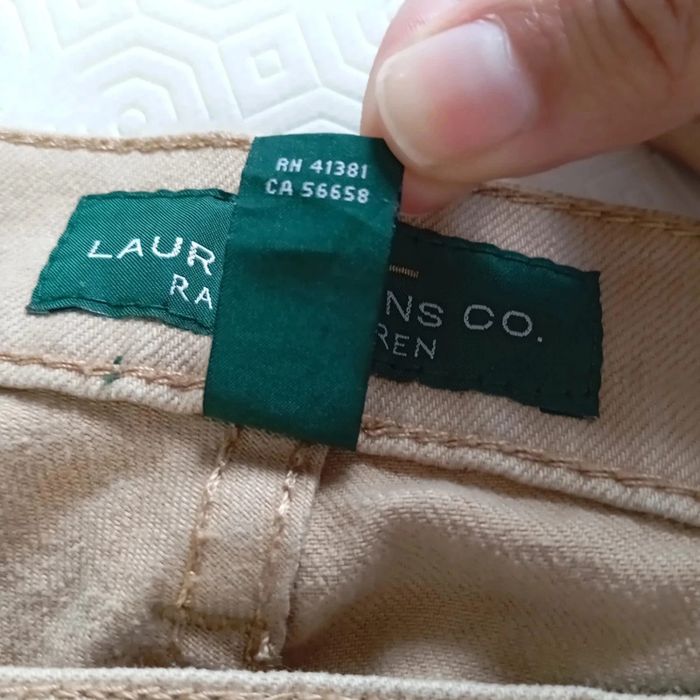 RN 41381
CA 56658
LAUR NS CO.
RA REN